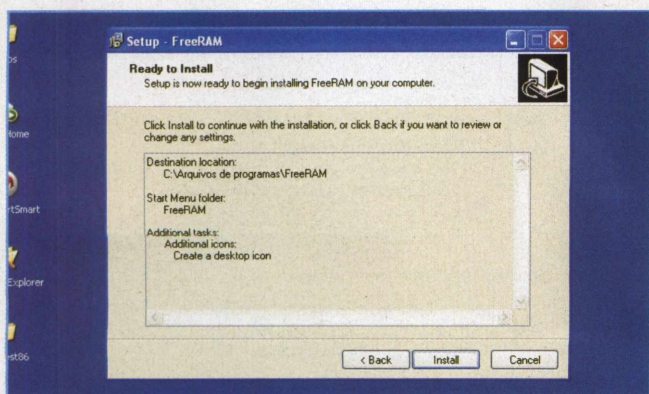 Setup - FreeRAM
Ready to Install
Setup is now ready to begin installing FreeRAM on your computer.
Click Install to continue with the installation, or click Back if you want to review or
change any settings.
Destination location:
C:\Arquivos de programas\FreeRAM
Start Menu folder:
FreeRAM
Additional tasks:
Additional icons:
Create a desktop icon
< Back
Install
Cancel
Home
rtSmart
Explorer
st86